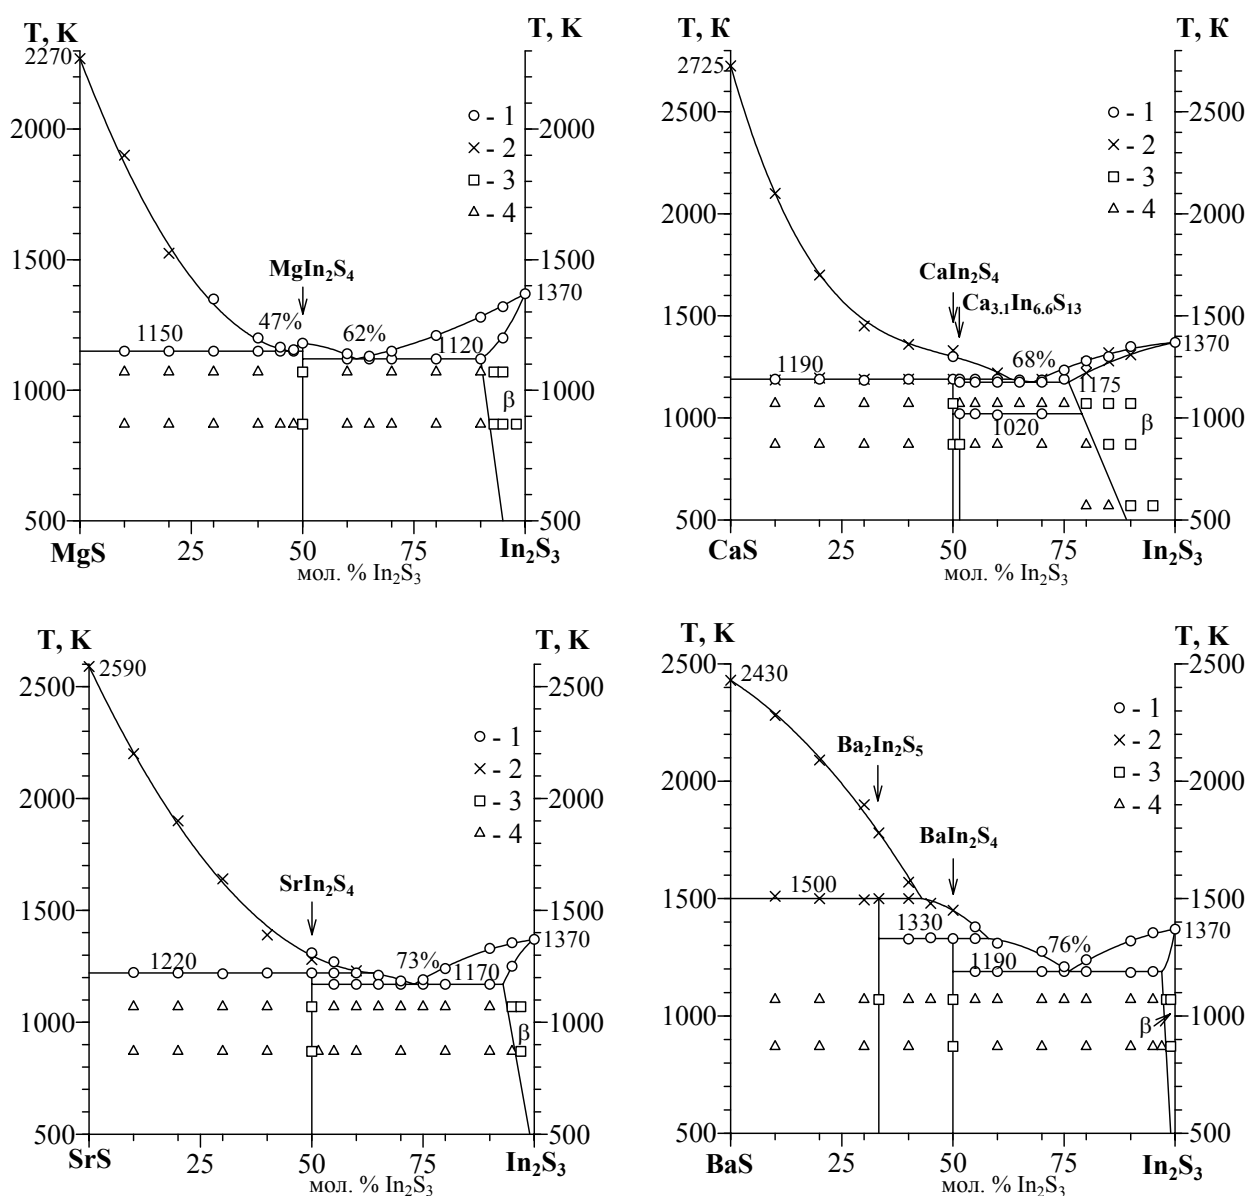 T, K
T, K
2270
2000
2000
1500
1500
1000
1000
500
500
○ - 1
× - 2
□ - 3
△ - 4
MgIn₂S₄
1370
47%
62%
1150
1120
β
MgS
25
50
75
In₂S₃
мол. % In₂S₃
T, K
T, K
2725
2500
2500
2000
2000
1500
1500
1000
1000
500
500
○ - 1
× - 2
□ - 3
△ - 4
CaIn₂S₄
Ca₃.₁In₆.₆S₁₃
1370
1190
68%
1175
1020
β
CaS
25
50
75
In₂S₃
мол. % In₂S₃
T, K
T, K
2590
2500
2500
2000
2000
1500
1500
1000
1000
500
500
○ - 1
× - 2
□ - 3
△ - 4
SrIn₂S₄
1370
1220
73%
1170
β
SrS
25
50
75
In₂S₃
мол. % In₂S₃
T, K
T, K
2500
2500
2430
2000
2000
1500
1500
1000
1000
500
500
○ - 1
× - 2
□ - 3
△ - 4
Ba₂In₂S₅
BaIn₂S₄
1500
1330
76%
1370
1190
β
BaS
25
50
75
In₂S₃
мол. % In₂S₃